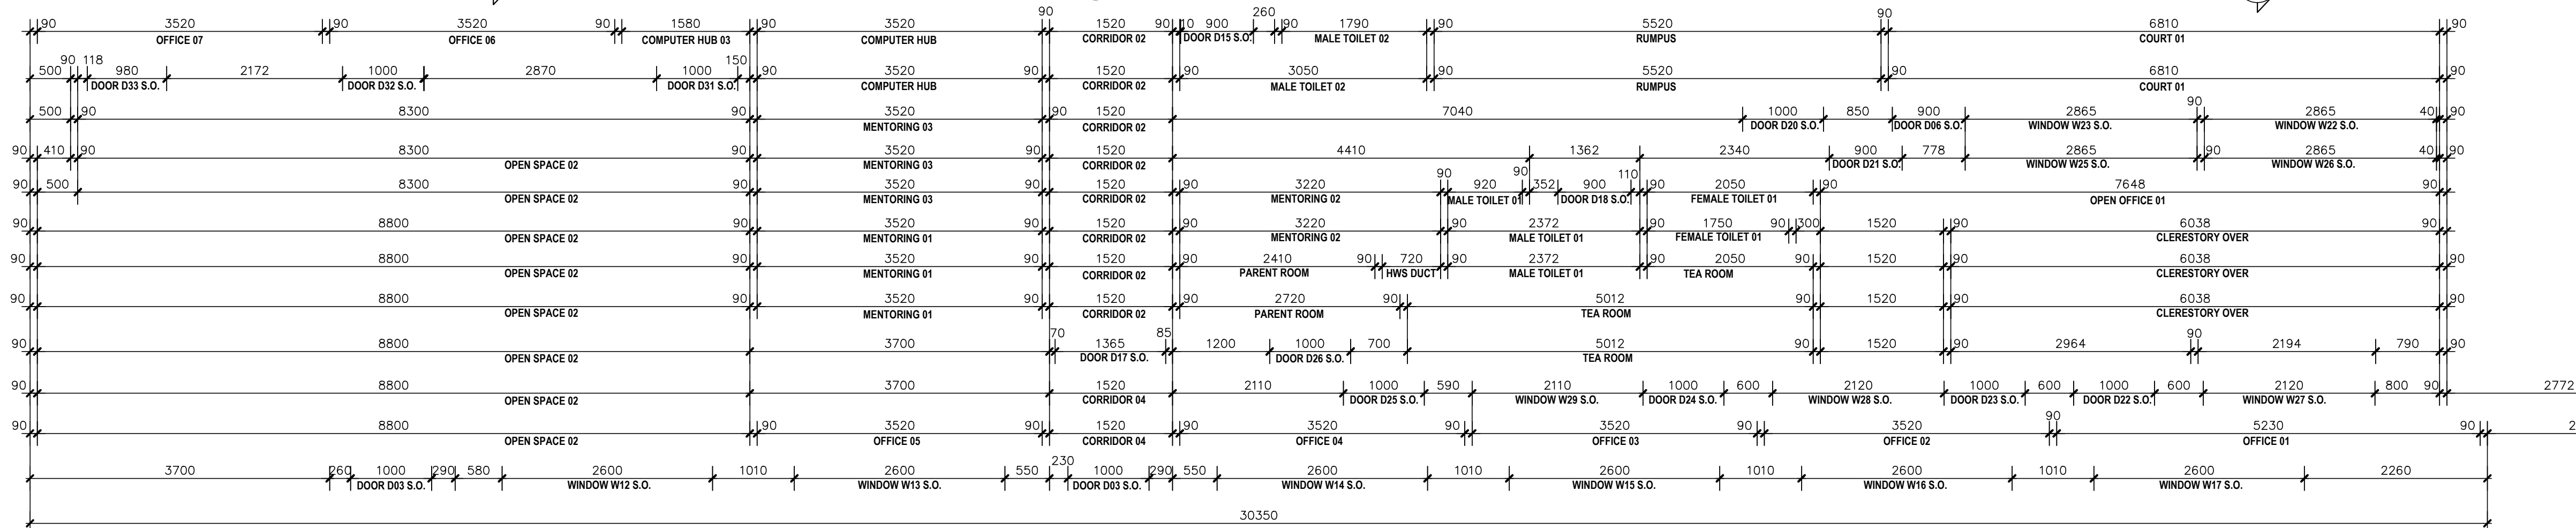 90 3520 90 3520 90 1580 90 3520 90 1520 90 10 900 260 90 1790 90 5520 90 6810 90
OFFICE 07 OFFICE 06 COMPUTER HUB 03 COMPUTER HUB CORRIDOR 02 DOOR D15 S.O. MALE TOILET 02 RUMPUS COURT 01
500 90 118 980 2172 1000 2870 1000 150 90 3520 90 1520 90 3050 90 5520 90 6810 90
DOOR D33 S.O. DOOR D32 S.O. DOOR D31 S.O. COMPUTER HUB CORRIDOR 02 MALE TOILET 02 RUMPUS COURT 01
500 90 8300 90 3520 90 1520 7040 1000 850 900 2865 90 2865 40 90
MENTORING 03 CORRIDOR 02 DOOR D20 S.O. DOOR D06 S.O. WINDOW W23 S.O. WINDOW W22 S.O.
90 410 90 8300 90 3520 90 1520 4410 1362 2340 900 778 2865 90 2865 40 90
OPEN SPACE 02 MENTORING 03 CORRIDOR 02 DOOR D21 S.O. WINDOW W25 S.O. WINDOW W26 S.O.
90 500 8300 90 3520 90 1520 90 3220 90 920 90 352 900 110 90 2050 90 7648 90
OPEN SPACE 02 MENTORING 03 CORRIDOR 02 MENTORING 02 MALE TOILET 01 DOOR D18 S.O. FEMALE TOILET 01 OPEN OFFICE 01
90 8800 90 3520 90 1520 90 3220 90 2372 90 1750 90 300 1520 90 6038 90
OPEN SPACE 02 MENTORING 01 CORRIDOR 02 MENTORING 02 MALE TOILET 01 FEMALE TOILET 01 CLERESTORY OVER
90 8800 90 3520 90 1520 90 2410 90 720 90 2372 90 2050 90 1520 90 6038 90
OPEN SPACE 02 MENTORING 01 CORRIDOR 02 PARENT ROOM HWS DUCT MALE TOILET 01 TEA ROOM CLERESTORY OVER
90 8800 90 3520 90 1520 90 2720 90 5012 90 1520 90 6038 90
OPEN SPACE 02 MENTORING 01 CORRIDOR 02 PARENT ROOM TEA ROOM CLERESTORY OVER
90 8800 3700 70 1365 85 1200 1000 700 5012 90 1520 90 2964 90 2194 790 90
OPEN SPACE 02 DOOR D17 S.O. DOOR D26 S.O. TEA ROOM
90 8800 3700 1520 2110 1000 590 2110 1000 600 2120 1000 600 1000 600 2120 800 90 2772
OPEN SPACE 02 CORRIDOR 04 DOOR D25 S.O. WINDOW W29 S.O. DOOR D24 S.O. WINDOW W28 S.O. DOOR D23 S.O. DOOR D22 S.O. WINDOW W27 S.O.
90 8800 90 3520 90 1520 90 3520 90 3520 90 3520 90 5230 90 2
OPEN SPACE 02 OFFICE 05 CORRIDOR 04 OFFICE 04 OFFICE 03 OFFICE 02 OFFICE 01
3700 260 1000 290 580 2600 1010 2600 550 230 1000 290 550 2600 1010 2600 1010 2600 1010 2600 2260
DOOR D03 S.O. WINDOW W12 S.O. WINDOW W13 S.O. DOOR D03 S.O. WINDOW W14 S.O. WINDOW W15 S.O. WINDOW W16 S.O. WINDOW W17 S.O.
30350